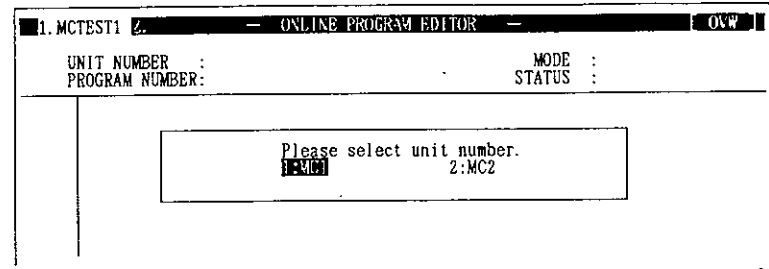 1. MCTEST1 2. — ONLINE PROGRAM EDITOR — OVW
UNIT NUMBER : MODE :
PROGRAM NUMBER: STATUS :
Please select unit number.
1:MC1 2:MC2